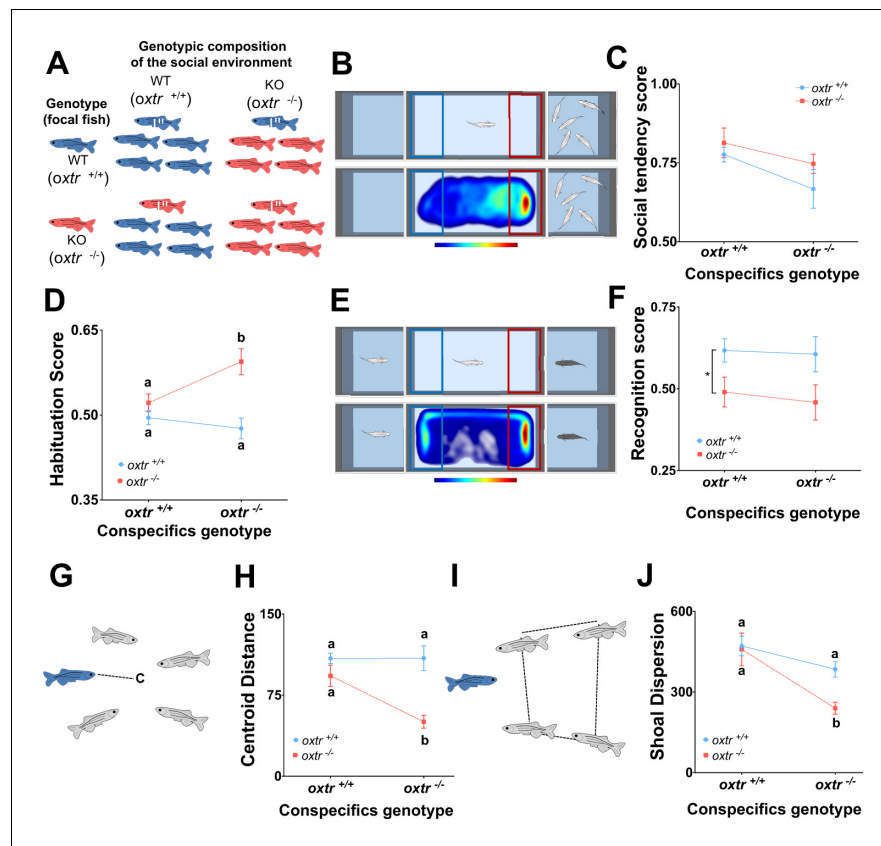 A
Genotypic composition
of the social environment
WT
(oxtr +/+)
KO
(oxtr -/-)
Genotype
(focal fish)
WT
(oxtr +/+)
KO
(oxtr -/-)
B
C
Social tendency score
1.00
0.75
0.50
oxtr +/+
oxtr -/-
oxtr +/+
oxtr -/-
Conspecifics genotype
D
Habituation Score
0.65
0.50
0.35
a
b
a
a
oxtr +/+
oxtr -/-
oxtr +/+
oxtr -/-
Conspecifics genotype
E
F
Recognition score
0.75
0.50
0.25
*
oxtr +/+
oxtr -/-
oxtr +/+
oxtr -/-
Conspecifics genotype
G
C
H
Centroid Distance
150
75
0
a
a
a
b
oxtr +/+
oxtr -/-
oxtr +/+
oxtr -/-
Conspecifics genotype
I
J
Shoal Dispersion
600
300
0
a
a
a
b
oxtr +/+
oxtr -/-
oxtr +/+
oxtr -/-
Conspecifics genotype